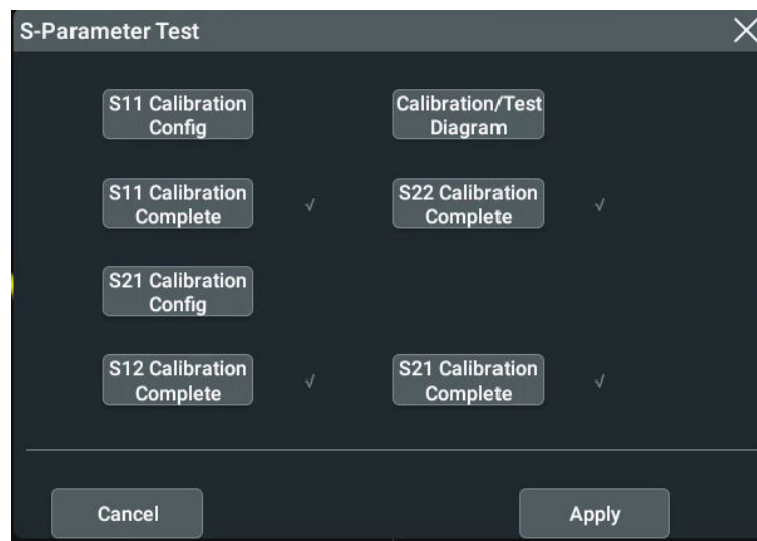 S-Parameter Test
S11 Calibration
Config
Calibration/Test
Diagram
S11 Calibration
Complete
√
S22 Calibration
Complete
√
S21 Calibration
Config
S12 Calibration
Complete
√
S21 Calibration
Complete
√
Cancel
Apply